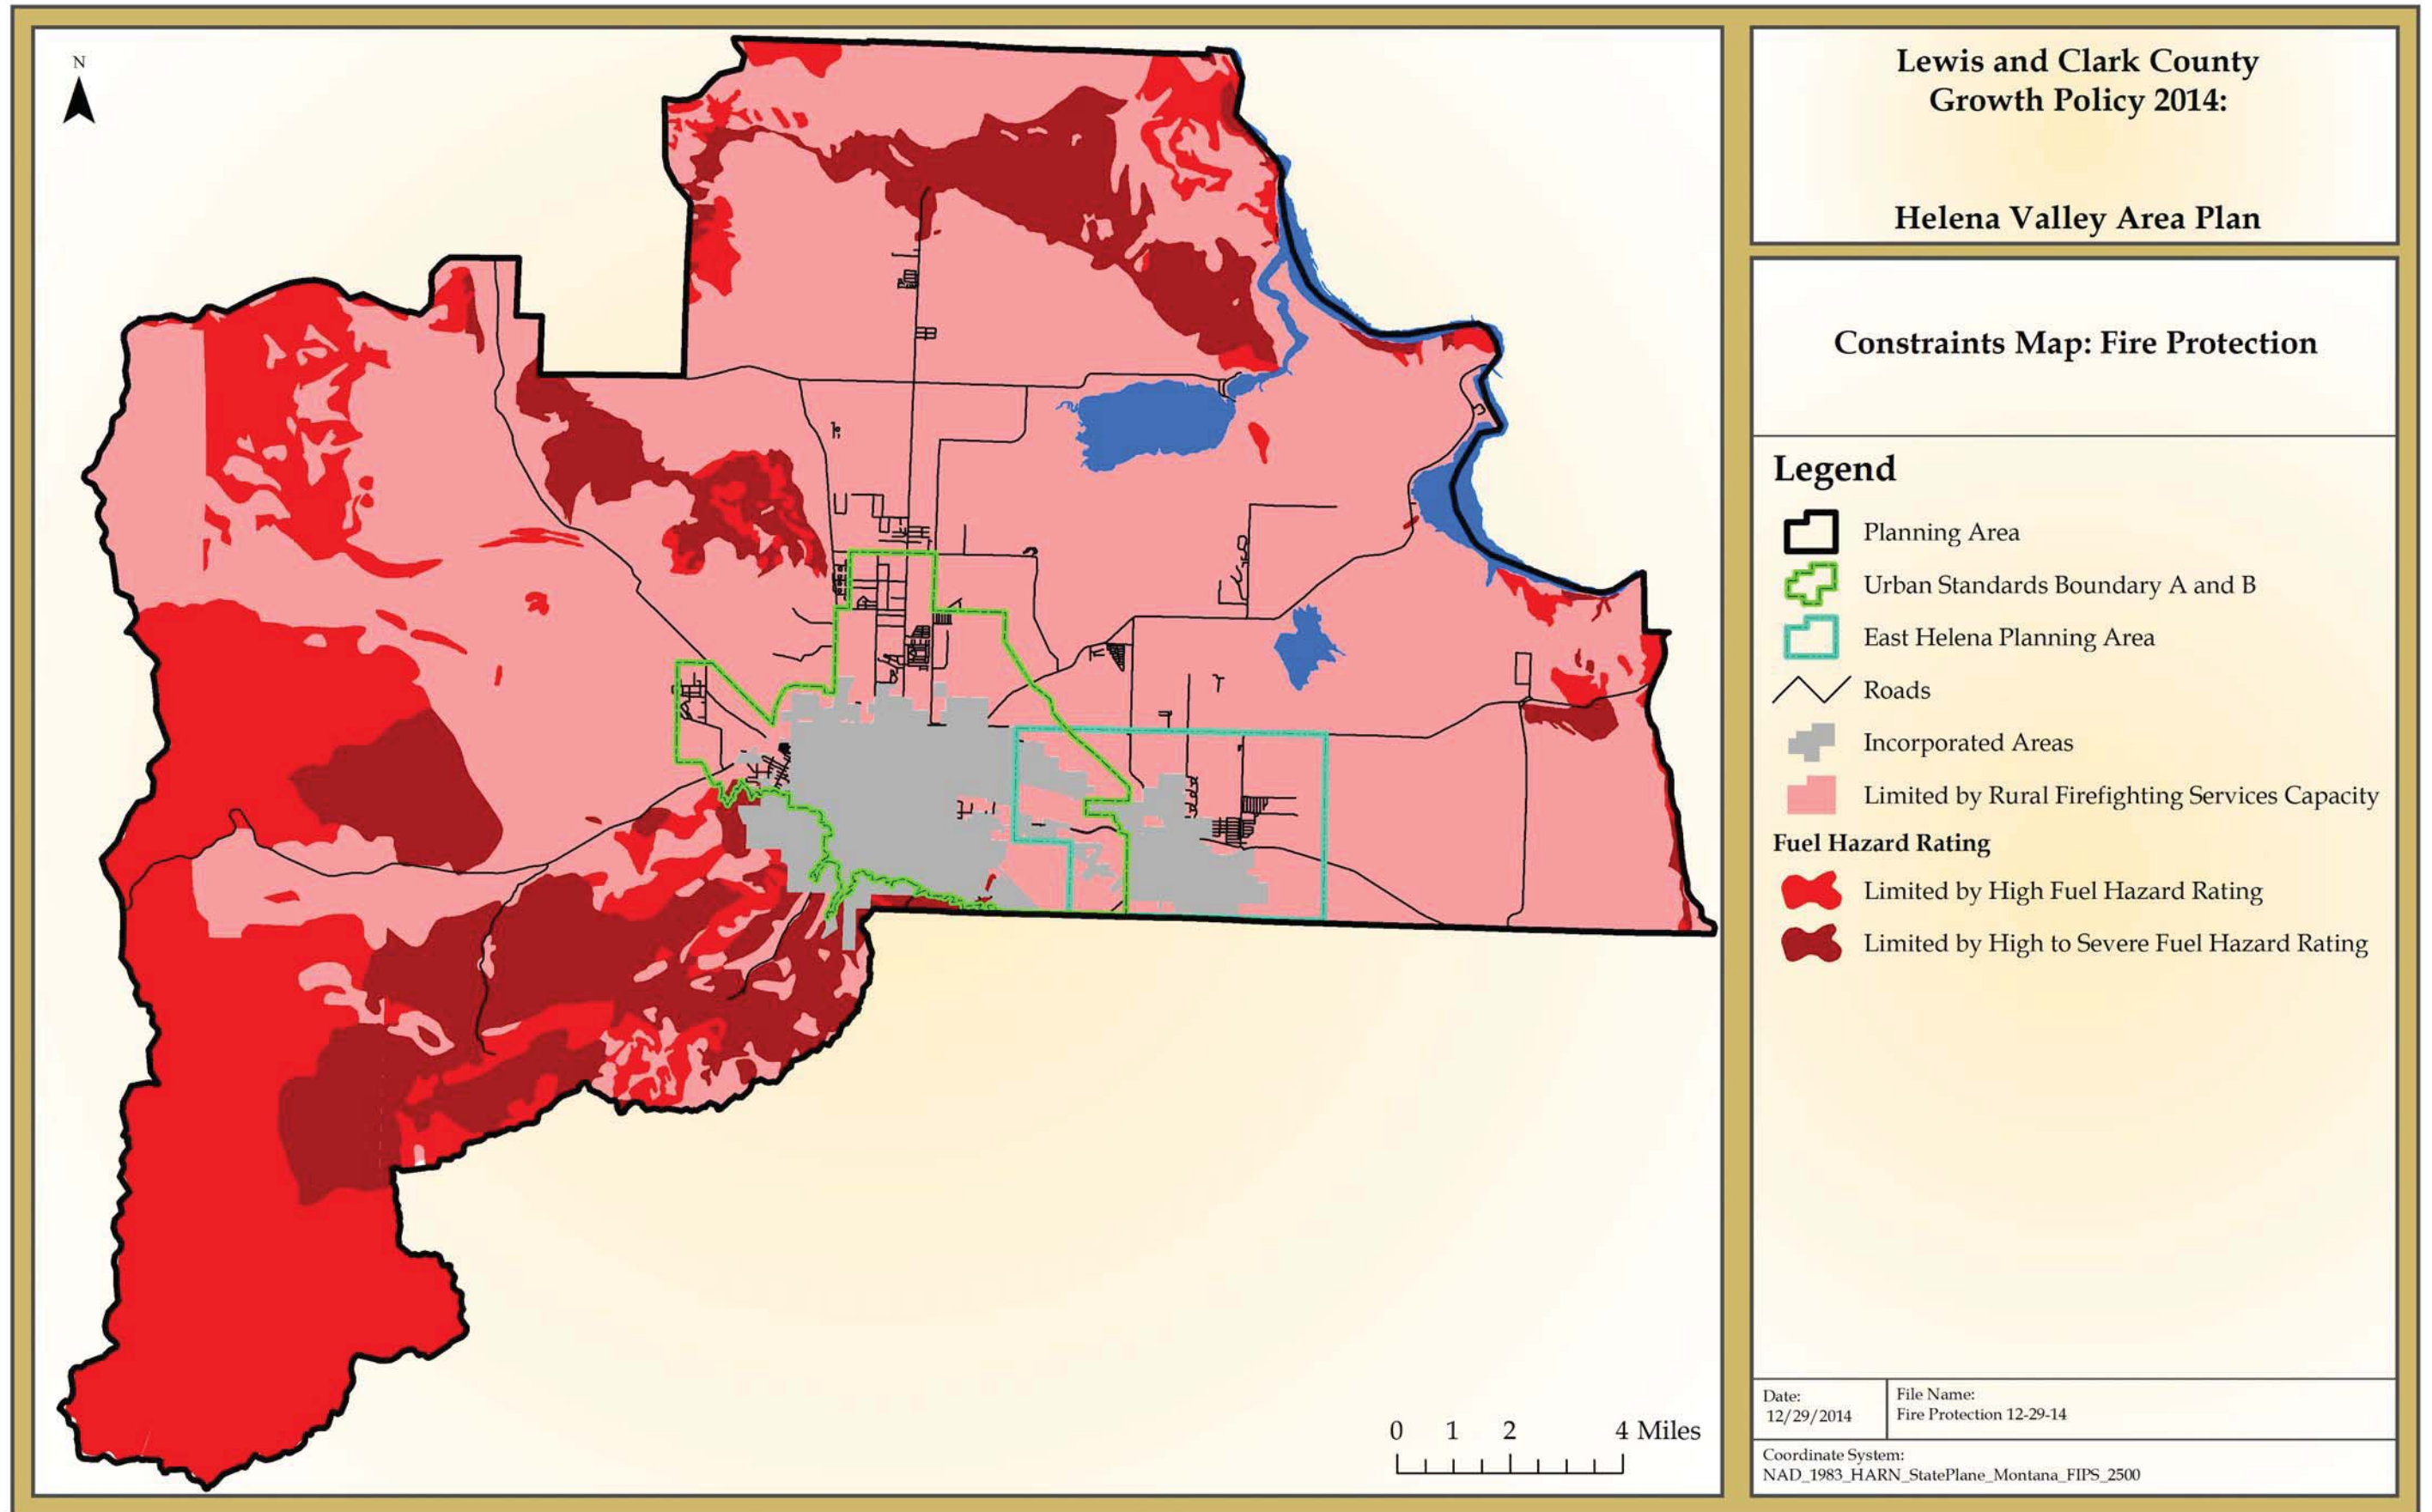 N
Lewis and Clark County
Growth Policy 2014:
Helena Valley Area Plan
Constraints Map: Fire Protection
Legend
Planning Area
Urban Standards Boundary A and B
East Helena Planning Area
Roads
Incorporated Areas
Limited by Rural Firefighting Services Capacity
Fuel Hazard Rating
Limited by High Fuel Hazard Rating
Limited by High to Severe Fuel Hazard Rating
0 1 2 4 Miles
Date:
12/29/2014
File Name:
Fire Protection 12-29-14
Coordinate System:
NAD_1983_HARN_StatePlane_Montana_FIPS_2500